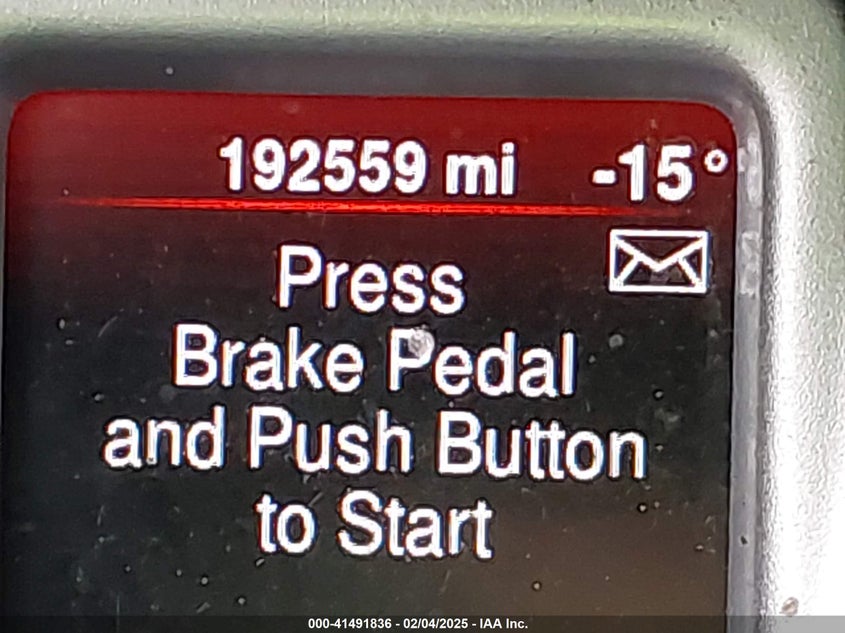 192559 mi -15°
Press
Brake Pedal
and Push Button
to Start
000-41491836 - 02/04/2025 - IAA Inc.